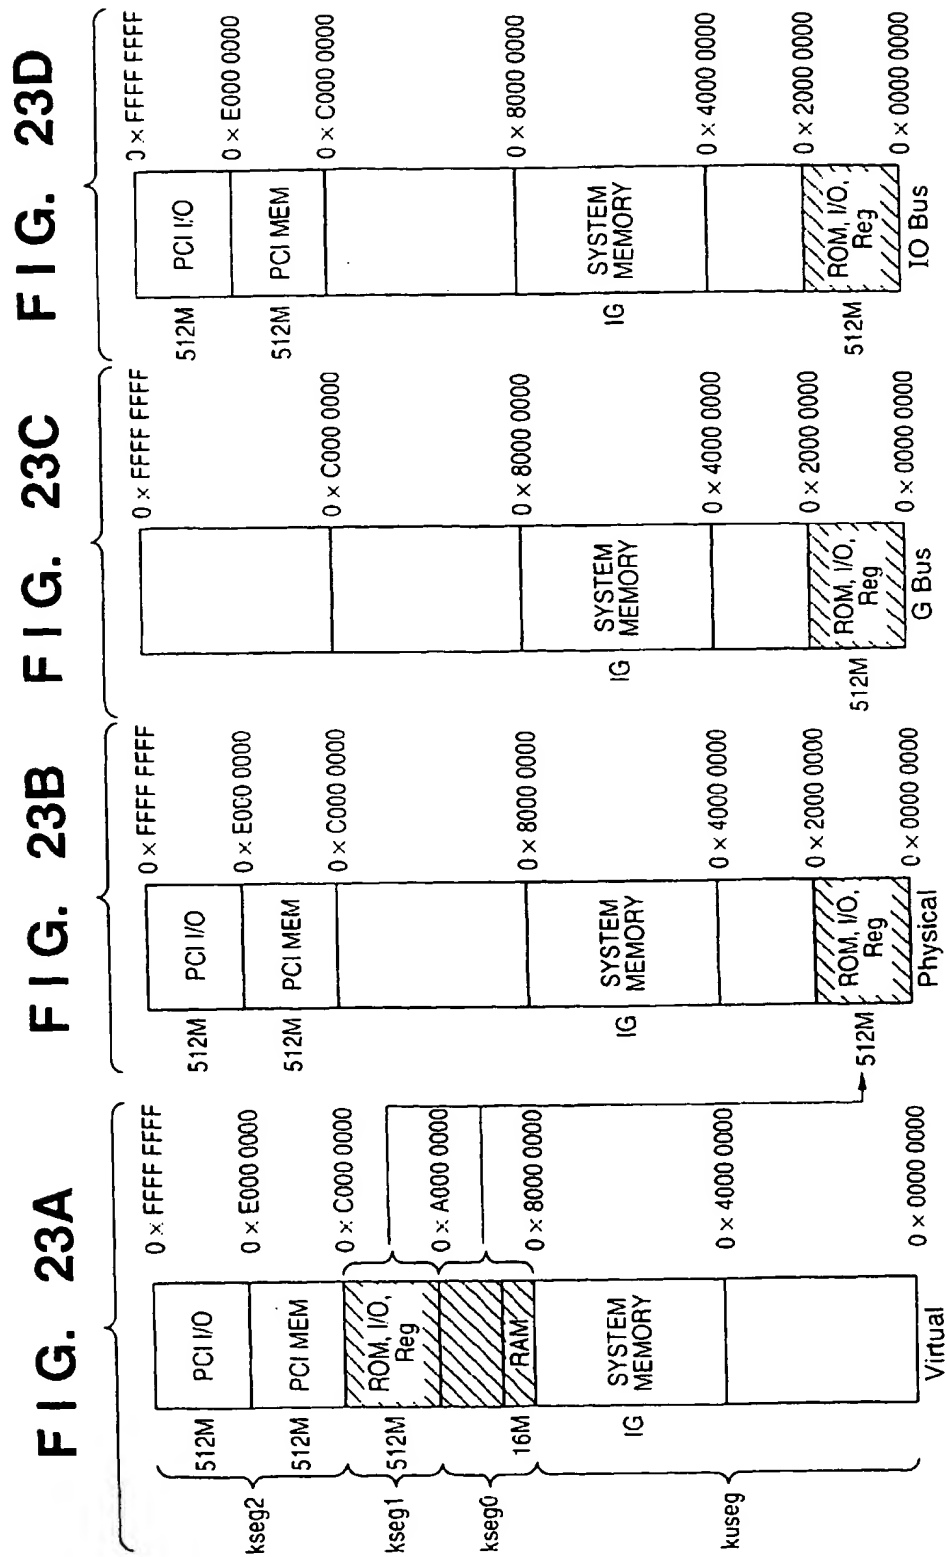 FIG. 23A
0×FFFF FFFF
PCI I/O
512M
0×E000 0000
PCI MEM
512M
kseg2
0×C000 0000
ROM, I/O,
Reg
512M
kseg1
0×A000 0000
RAM
16M
kseg0
0×8000 0000
SYSTEM
MEMORY
IG
kuseg
0×4000 0000
0×0000 0000
Virtual
FIG. 23B
0×FFFF FFFF
PCI I/O
512M
0×E000 0000
PCI MEM
512M
0×C000 0000
0×8000 0000
SYSTEM
MEMORY
IG
0×4000 0000
0×2000 0000
ROM, I/O,
Reg
512M
0×0000 0000
Physical
FIG. 23C
0×FFFF FFFF
0×C000 0000
0×8000 0000
SYSTEM
MEMORY
IG
0×4000 0000
0×2000 0000
ROM, I/O,
Reg
512M
0×0000 0000
G Bus
FIG. 23D
0×FFFF FFFF
PCI I/O
512M
0×E000 0000
PCI MEM
512M
0×C000 0000
0×8000 0000
SYSTEM
MEMORY
IG
0×4000 0000
0×2000 0000
ROM, I/O,
Reg
512M
0×0000 0000
IO Bus